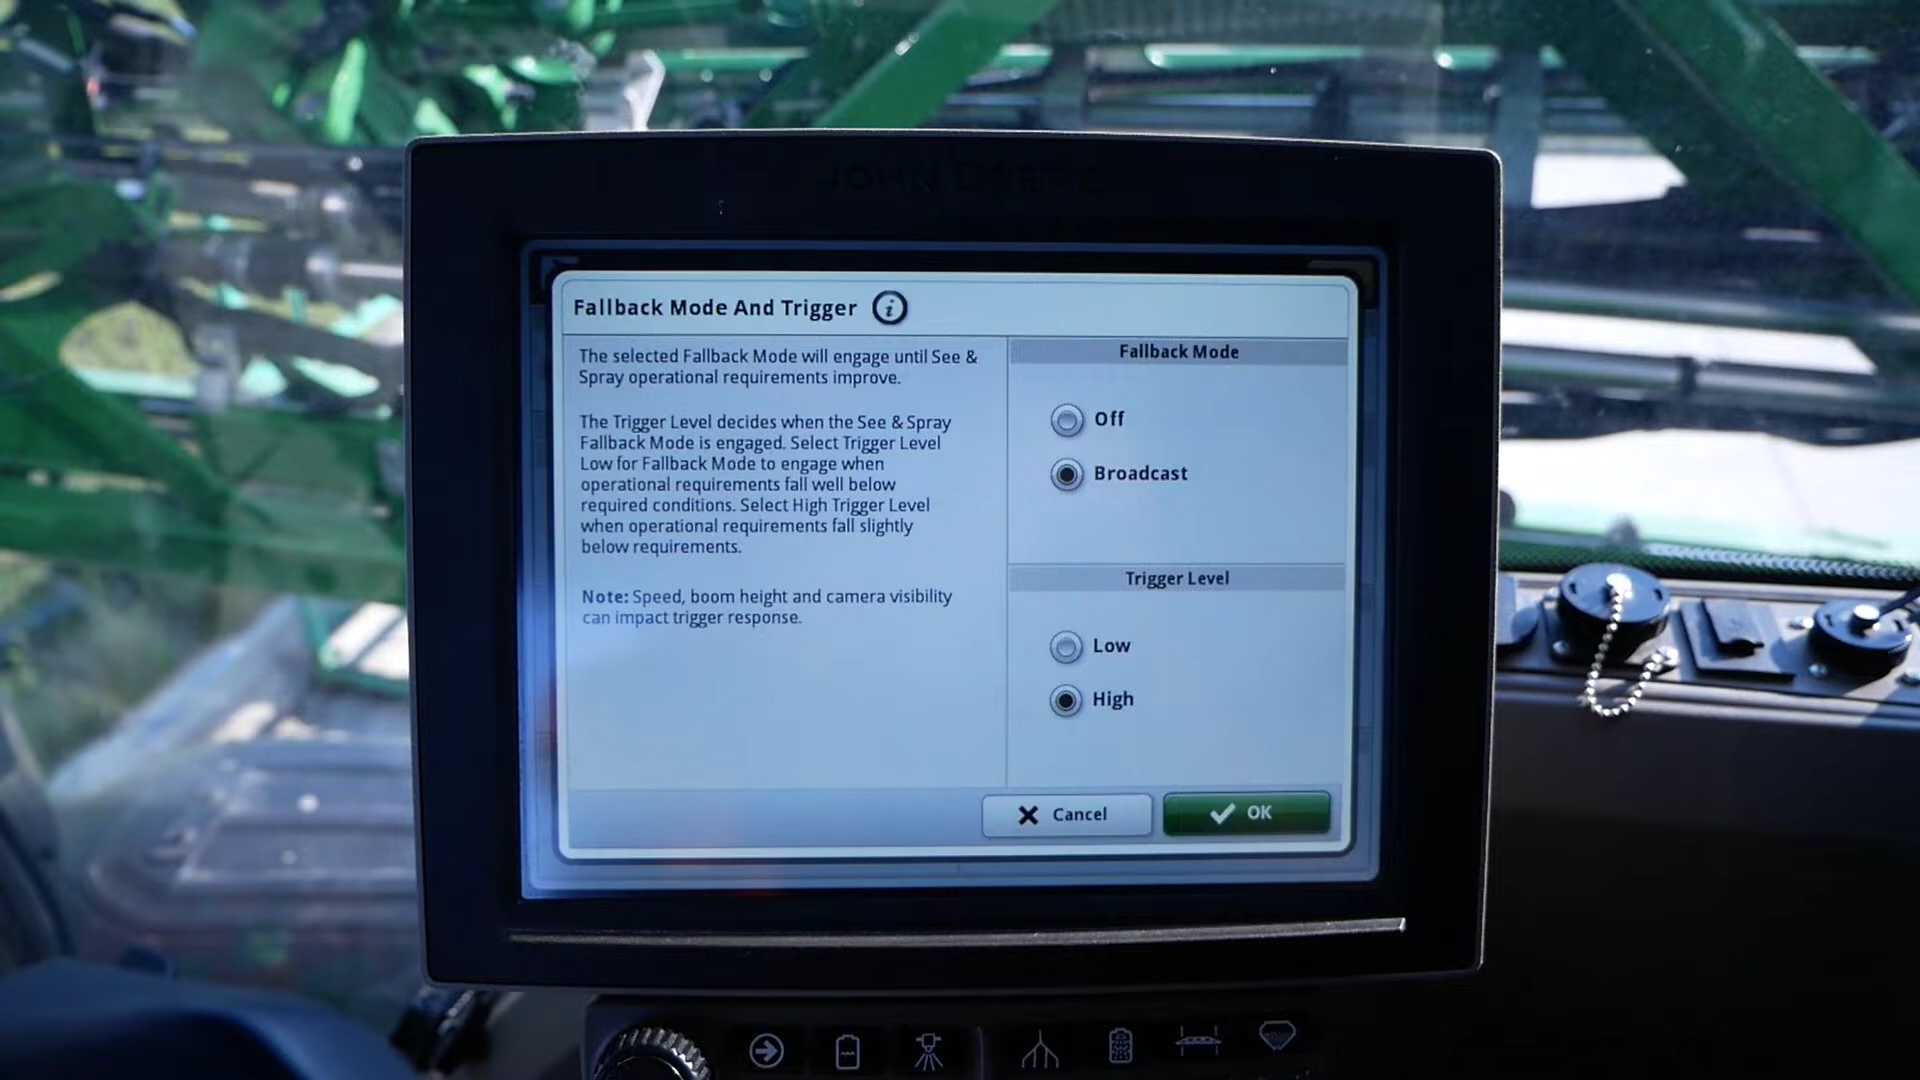 JOHN DEERE
Fallback Mode And Trigger
The selected Fallback Mode will engage until See &
Spray operational requirements improve.
The Trigger Level decides when the See & Spray
Fallback Mode is engaged. Select Trigger Level
Low for Fallback Mode to engage when
operational requirements fall well below
required conditions. Select High Trigger Level
when operational requirements fall slightly
below requirements.
Note: Speed, boom height and camera visibility
can impact trigger response.
Fallback Mode
Off
Broadcast
Trigger Level
Low
High
Cancel
OK